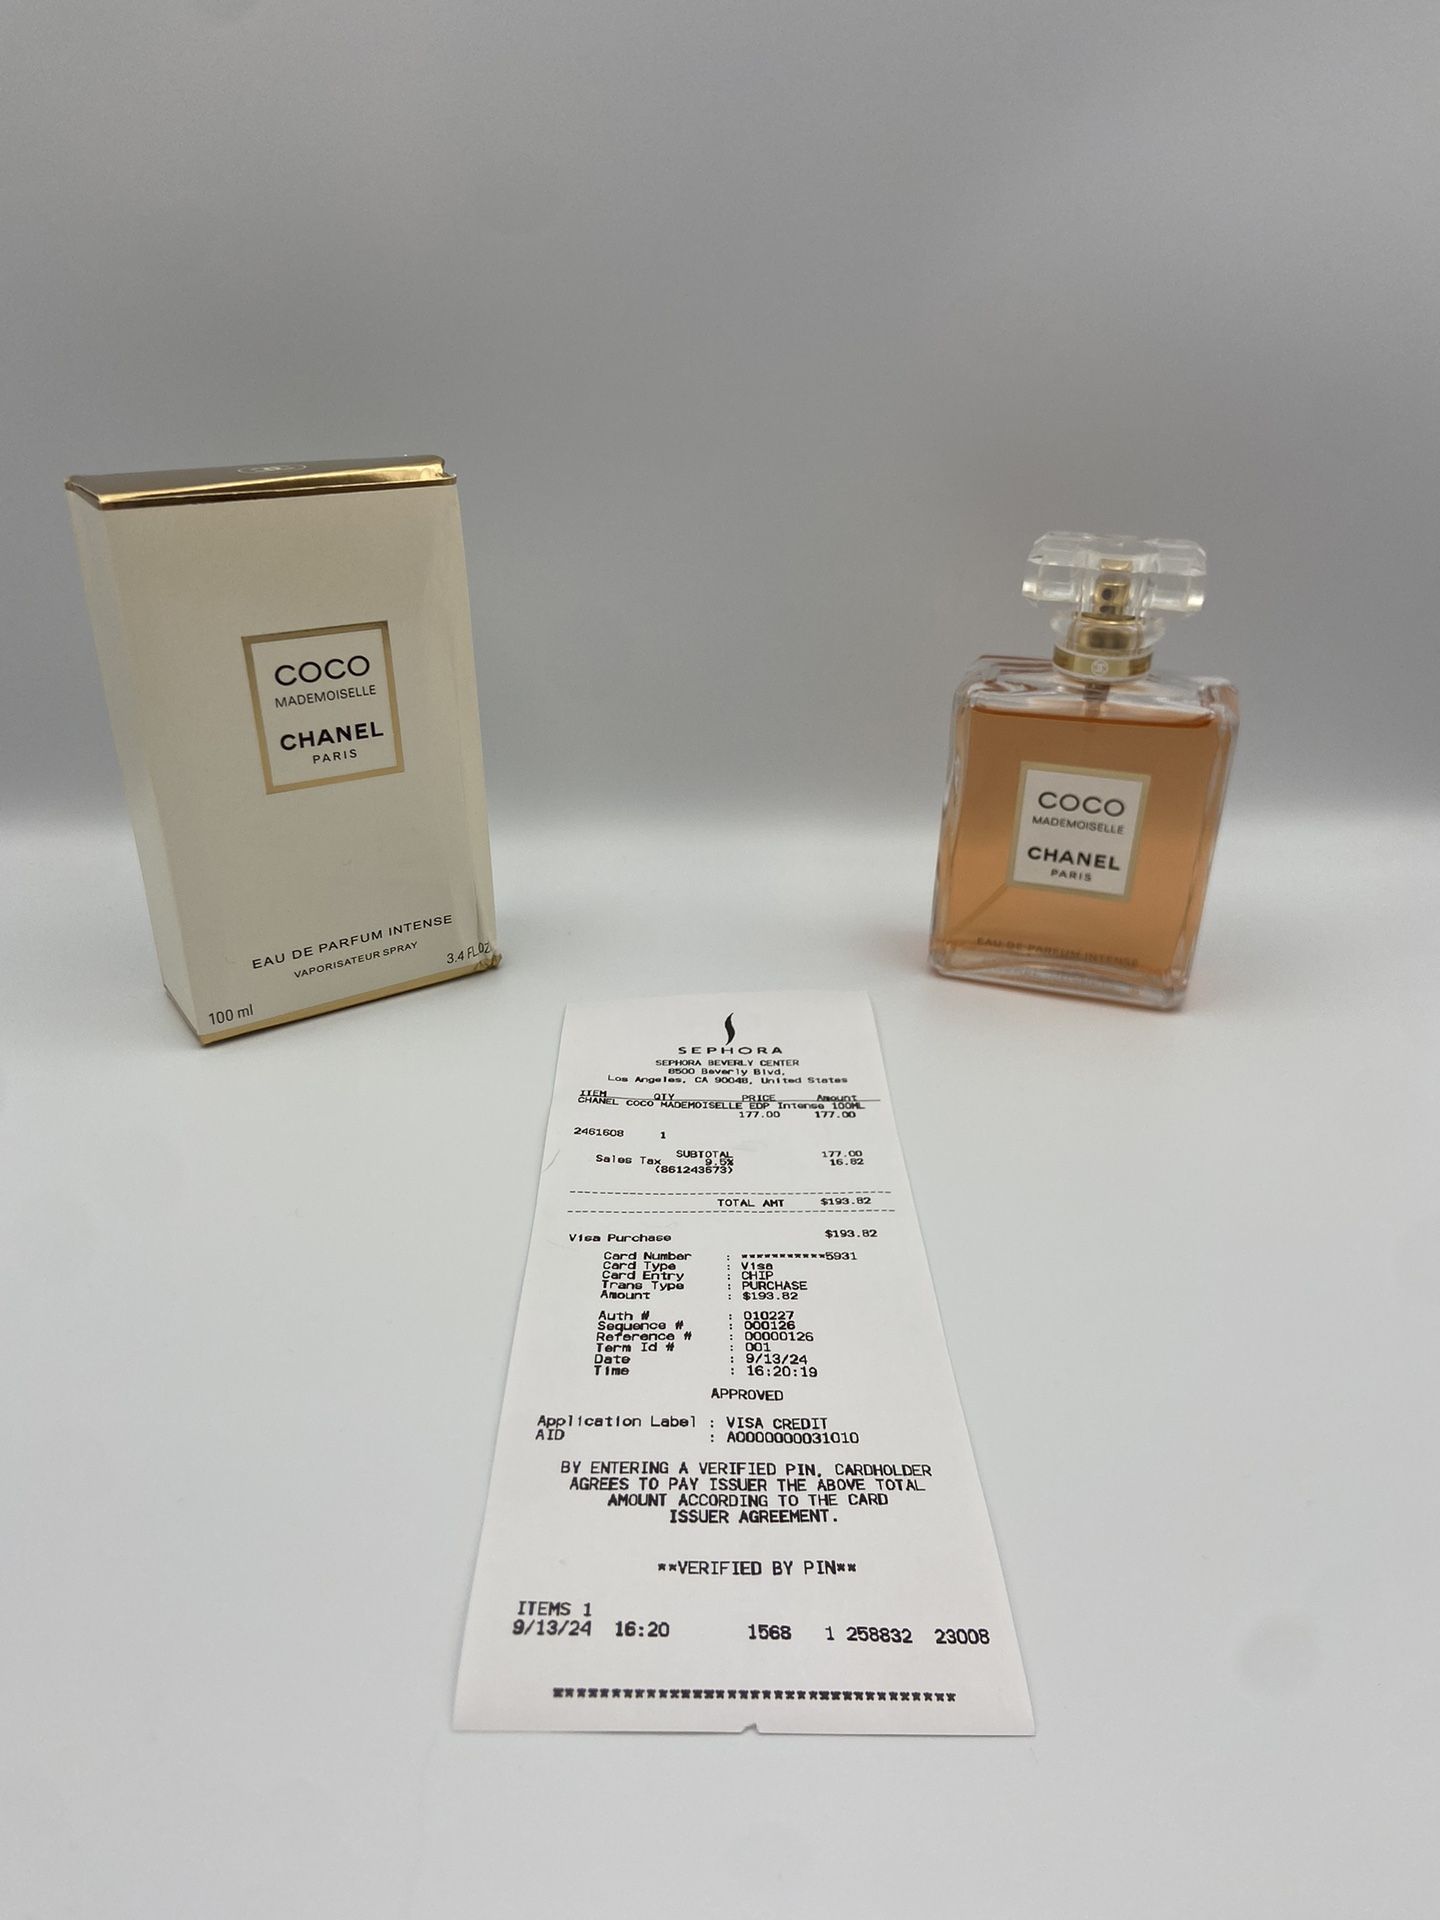 COCO
MADEMOISELLE
CHANEL
PARIS
EAU DE PARFUM INTENSE
VAPORISATEUR SPRAY
100 ml
3.4 FL.OZ.
COCO
MADEMOISELLE
CHANEL
PARIS
EAU DE PARFUM INTENSE
SEPHORA
SEPHORA BEVERLY CENTER
8500 Beverly Blvd,
Los Angeles, CA 90048, United States
ITEM QTY PRICE Amount
CHANEL COCO MADEMOISELLE EDP Intense 100ML
177.00 177.00
2461608 1
SUBTOTAL 177.00
Sales Tax 9.5% 16.82
(861243673)
TOTAL AMT $193.82
Visa Purchase $193.82
Card Number : ***********5931
Card Type : Visa
Card Entry : CHIP
Trans Type : PURCHASE
Amount : $193.82
Auth # : 010227
Sequence # : 000126
Reference # : 00000126
Term Id # : 001
Date : 9/13/24
Time : 16:20:19
APPROVED
Application Label : VISA CREDIT
AID : A0000000031010
BY ENTERING A VERIFIED PIN, CARDHOLDER
AGREES TO PAY ISSUER THE ABOVE TOTAL
AMOUNT ACCORDING TO THE CARD
ISSUER AGREEMENT.
**VERIFIED BY PIN**
ITEMS 1
9/13/24 16:20 1568 1 258832 23008
***********************************